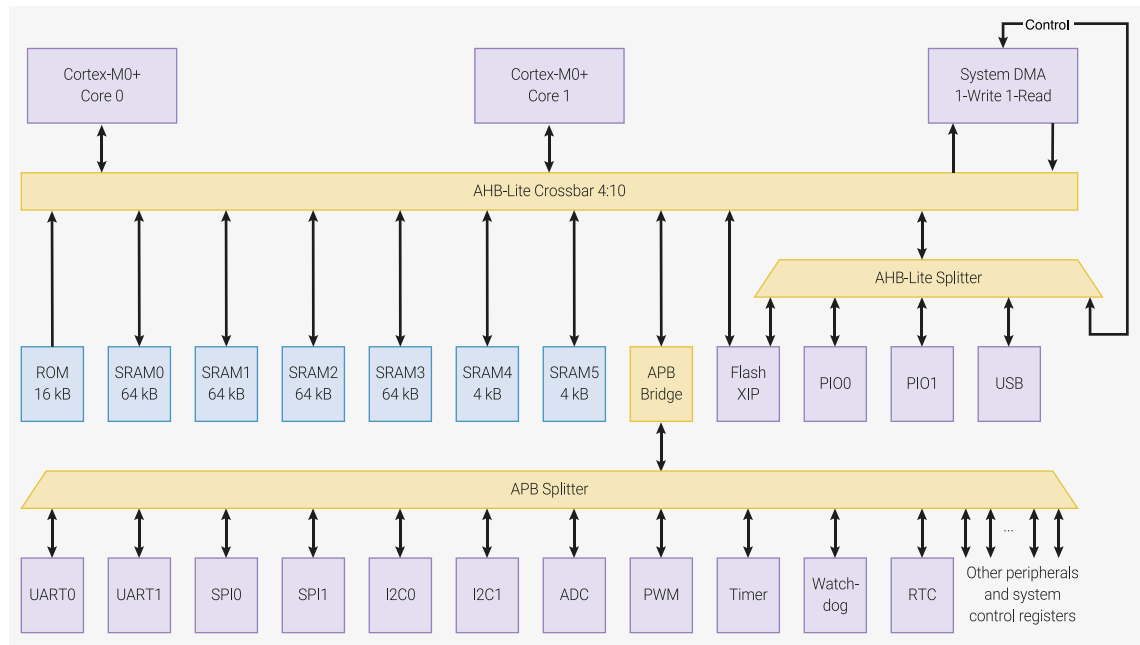 Control
Cortex-M0+
Core 0
Cortex-M0+
Core 1
System DMA
1-Write 1-Read
AHB-Lite Crossbar 4:10
AHB-Lite Splitter
ROM
16 kB
SRAM0
64 kB
SRAM1
64 kB
SRAM2
64 kB
SRAM3
64 kB
SRAM4
4 kB
SRAM5
4 kB
APB
Bridge
Flash
XIP
PIO0
PIO1
USB
APB Splitter
UART0
UART1
SPI0
SPI1
I2C0
I2C1
ADC
PWM
Timer
Watch-
dog
RTC
...
Other peripherals
and system
control registers